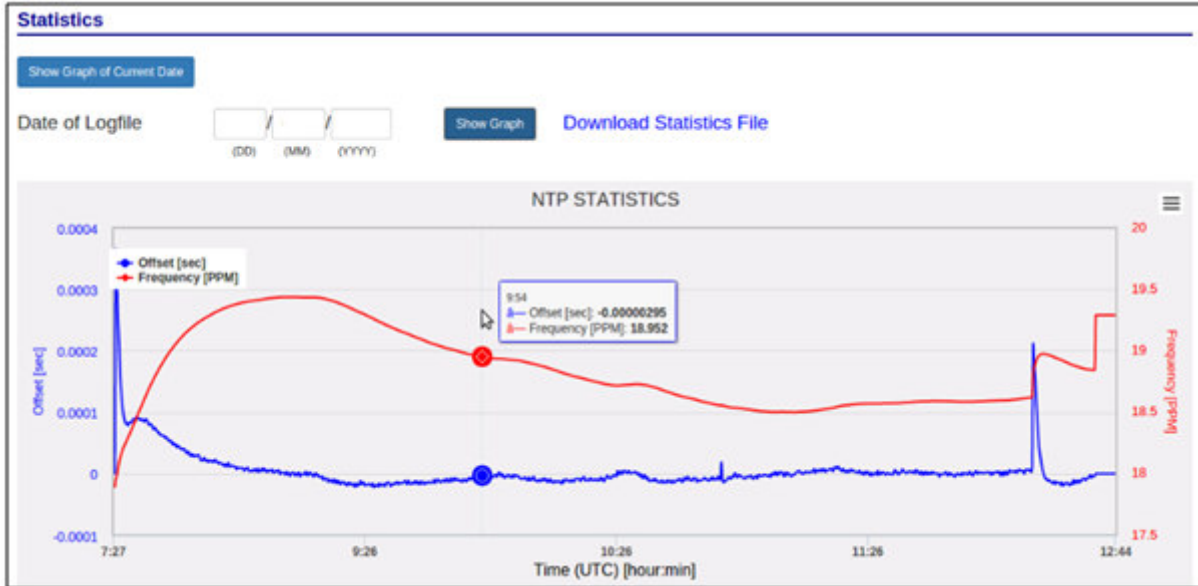 Statistics
Show Graph of Current Date
Date of Logfile / / Show Graph Download Statistics File
(DD) (MM) (YYYY)
NTP STATISTICS
0.0004
0.0003
0.0002
0.0001
0
-0.0001
Offset [sec]
Offset [sec]
Frequency [PPM]
9:54
Offset [sec]: -0.00000295
Frequency [PPM]: 18.952
20
19.5
19
18.5
18
17.5
Frequency [PPM]
7:27 9:26 10:26 11:26 12:44
Time (UTC) [hour:min]